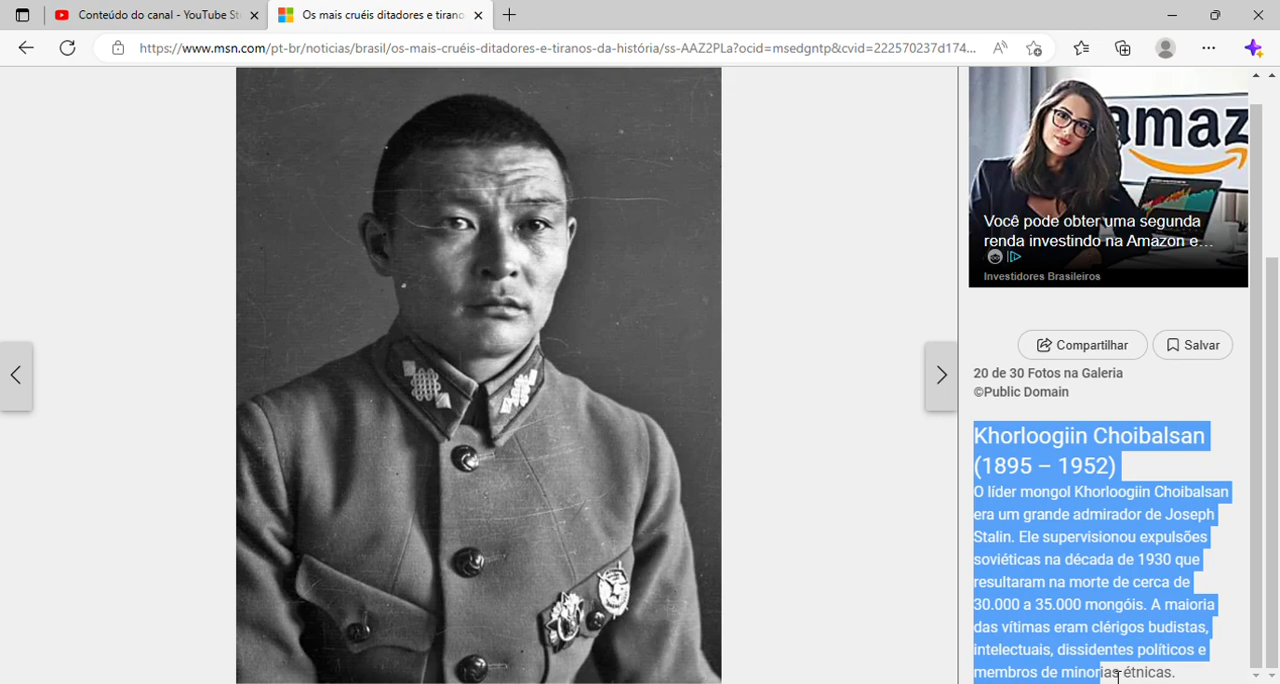 Conteúdo do canal - YouTube St
Os mais cruéis ditadores e tirano
https://www.msn.com/pt-br/noticias/brasil/os-mais-cruéis-ditadores-e-tiranos-da-história/ss-AAZ2PLa?ocid=msedgntp&cvid=222570237d174...
amaz
Você pode obter uma segunda
renda investindo na Amazon e...
Investidores Brasileiros
Compartilhar
Salvar
20 de 30 Fotos na Galeria
©Public Domain
Khorloogiin Choibalsan
(1895 – 1952)
O líder mongol Khorloogiin Choibalsan
era um grande admirador de Joseph
Stalin. Ele supervisionou expulsões
soviéticas na década de 1930 que
resultaram na morte de cerca de
30.000 a 35.000 mongóis. A maioria
das vítimas eram clérigos budistas,
intelectuais, dissidentes políticos e
membros de minorias étnicas.